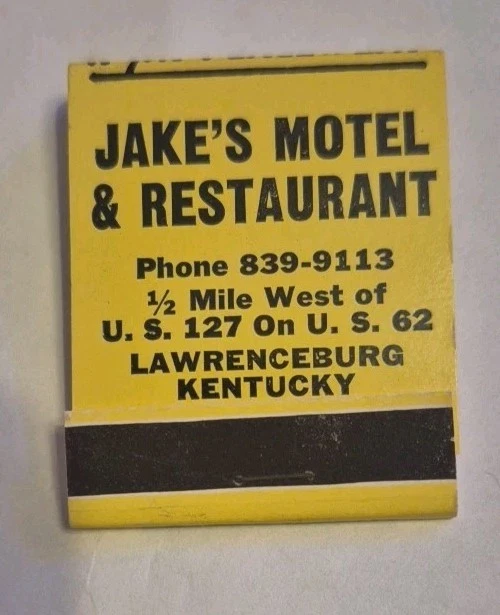 JAKE'S MOTEL
& RESTAURANT
Phone 839-9113
½ Mile West of
U. S. 127 On U. S. 62
LAWRENCEBURG
KENTUCKY